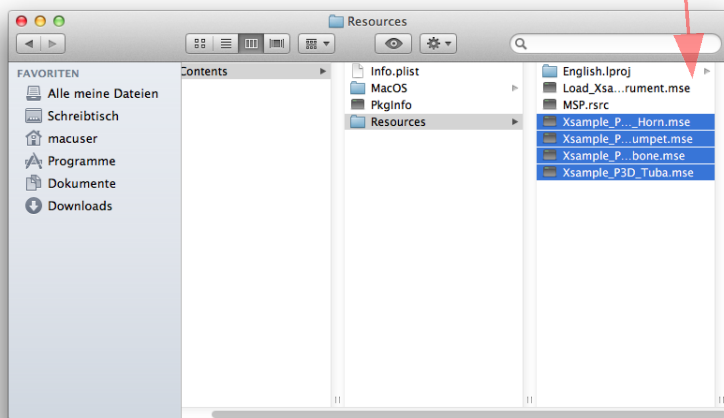 Resources
FAVORITEN
Alle meine Dateien
Schreibtisch
macuser
Programme
Dokumente
Downloads
Contents
Info.plist
MacOS
PkgInfo
Resources
English.lproj
Load_Xsa...rument.mse
MSP.rsrc
Xsample_P..._Horn.mse
Xsample_P...umpet.mse
Xsample_P...bone.mse
Xsample_P3D_Tuba.mse